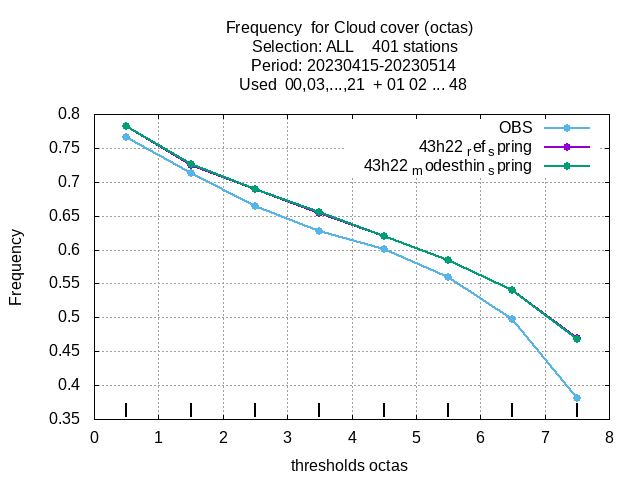 Frequency  for Cloud cover (octas)
Selection: ALL    401 stations
Period: 20230415-20230514
Used  00,03,...,21  + 01 02 ... 48
OBS
43h22 ref spring
43h22 modesthin spring
0.8
0.75
0.7
0.65
0.6
0.55
0.5
0.45
0.4
0.35
Frequency
0 1 2 3 4 5 6 7 8
thresholds octas